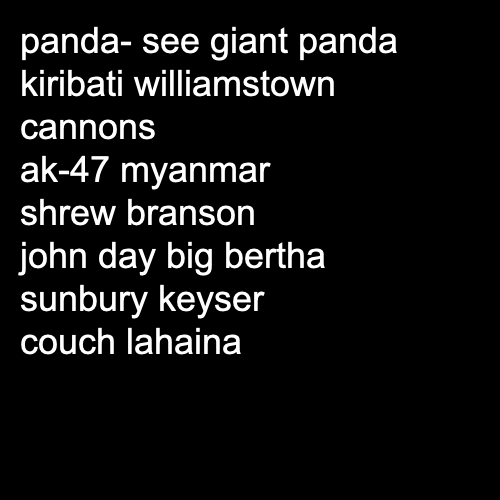 panda- see giant panda
kiribati williamstown
cannons
ak-47 myanmar
shrew branson
john day big bertha
sunbury keyser
couch lahaina